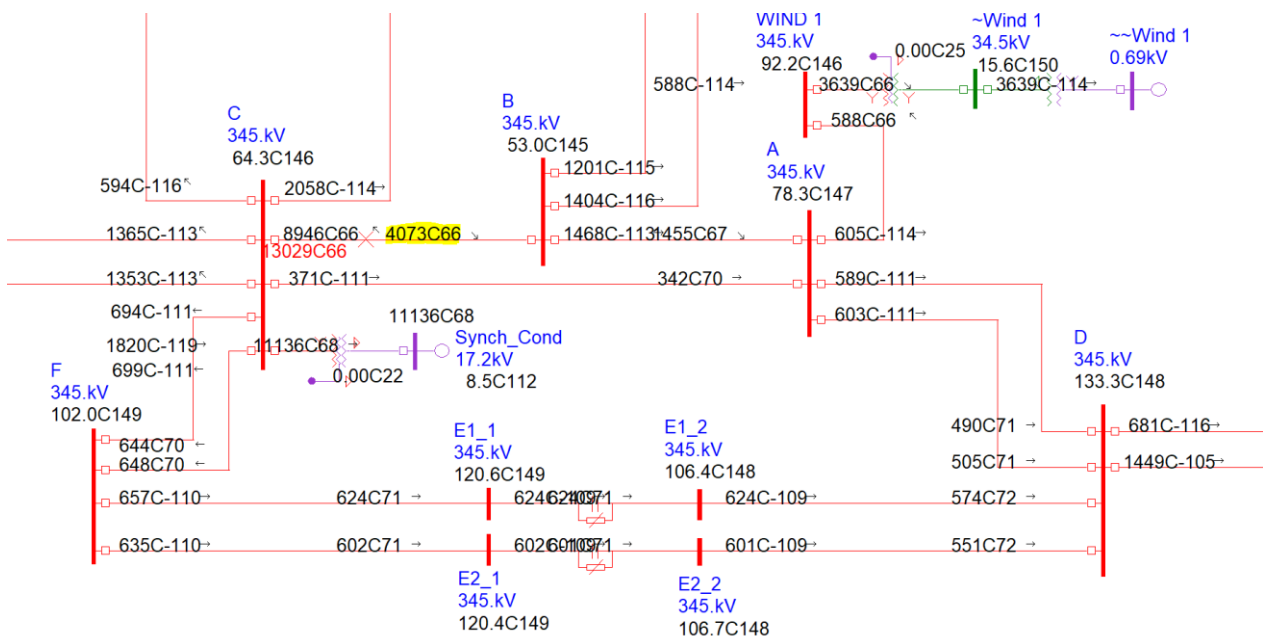 WIND 1
345.kV
92.2C146
0.00C25
~Wind 1
34.5kV
15.6C150
~~Wind 1
0.69kV
588C-114
3639C66
3639C-114
588C66
C
345.kV
64.3C146
B
345.kV
53.0C145
A
345.kV
78.3C147
594C-116
2058C-114
1201C-115
1404C-116
1365C-113
8946C66
4073C66
1468C-113
1455C67
605C-114
13029C66
1353C-113
371C-111
342C70
589C-111
694C-111
603C-111
1820C-119
11136C68
11136C68
Synch_Cond
17.2kV
8.5C112
699C-111
0.00C22
F
345.kV
102.0C149
D
345.kV
133.3C148
644C70
648C70
E1_1
345.kV
120.6C149
E1_2
345.kV
106.4C148
490C71
681C-116
505C71
1449C-105
657C-110
624C71
624C-109
574C72
635C-110
602C71
601C-109
551C72
E2_1
345.kV
120.4C149
E2_2
345.kV
106.7C148